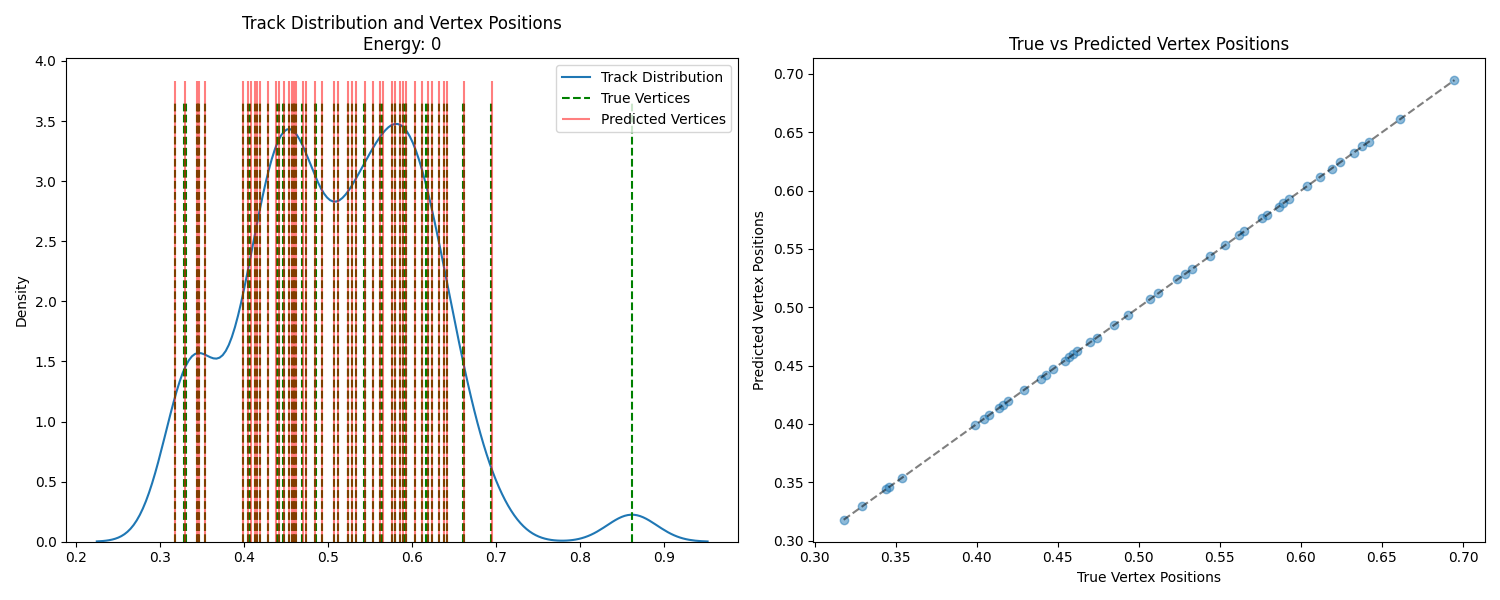 Track Distribution and Vertex Positions
Energy: 0
Track Distribution
True Vertices
Predicted Vertices
4.0
3.5
3.0
2.5
2.0
1.5
1.0
0.5
0.0
Density
0.2 0.3 0.4 0.5 0.6 0.7 0.8 0.9
True vs Predicted Vertex Positions
0.70
0.65
0.60
0.55
0.50
0.45
0.40
0.35
0.30
Predicted Vertex Positions
0.30 0.35 0.40 0.45 0.50 0.55 0.60 0.65 0.70
True Vertex Positions